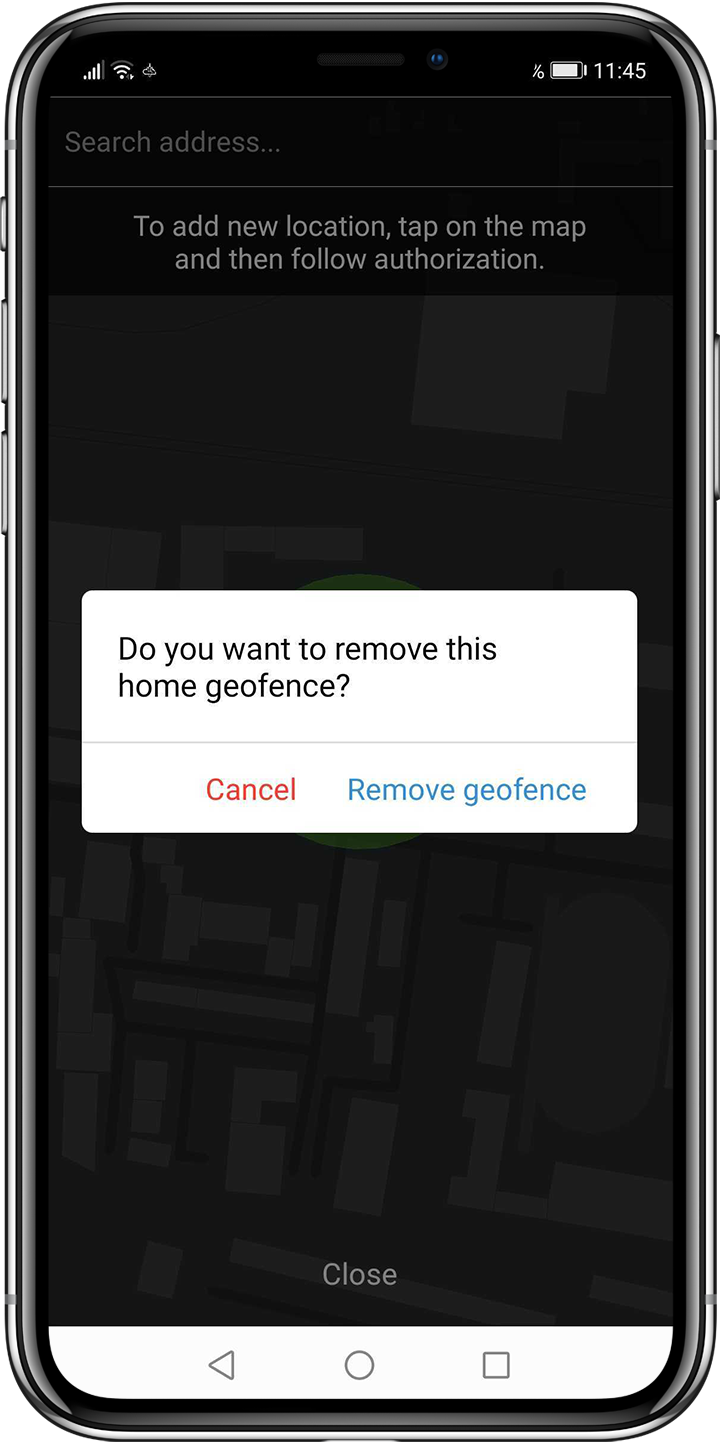 11:45
Search address...
To add new location, tap on the map
and then follow authorization.
Do you want to remove this
home geofence?
Cancel Remove geofence
Close